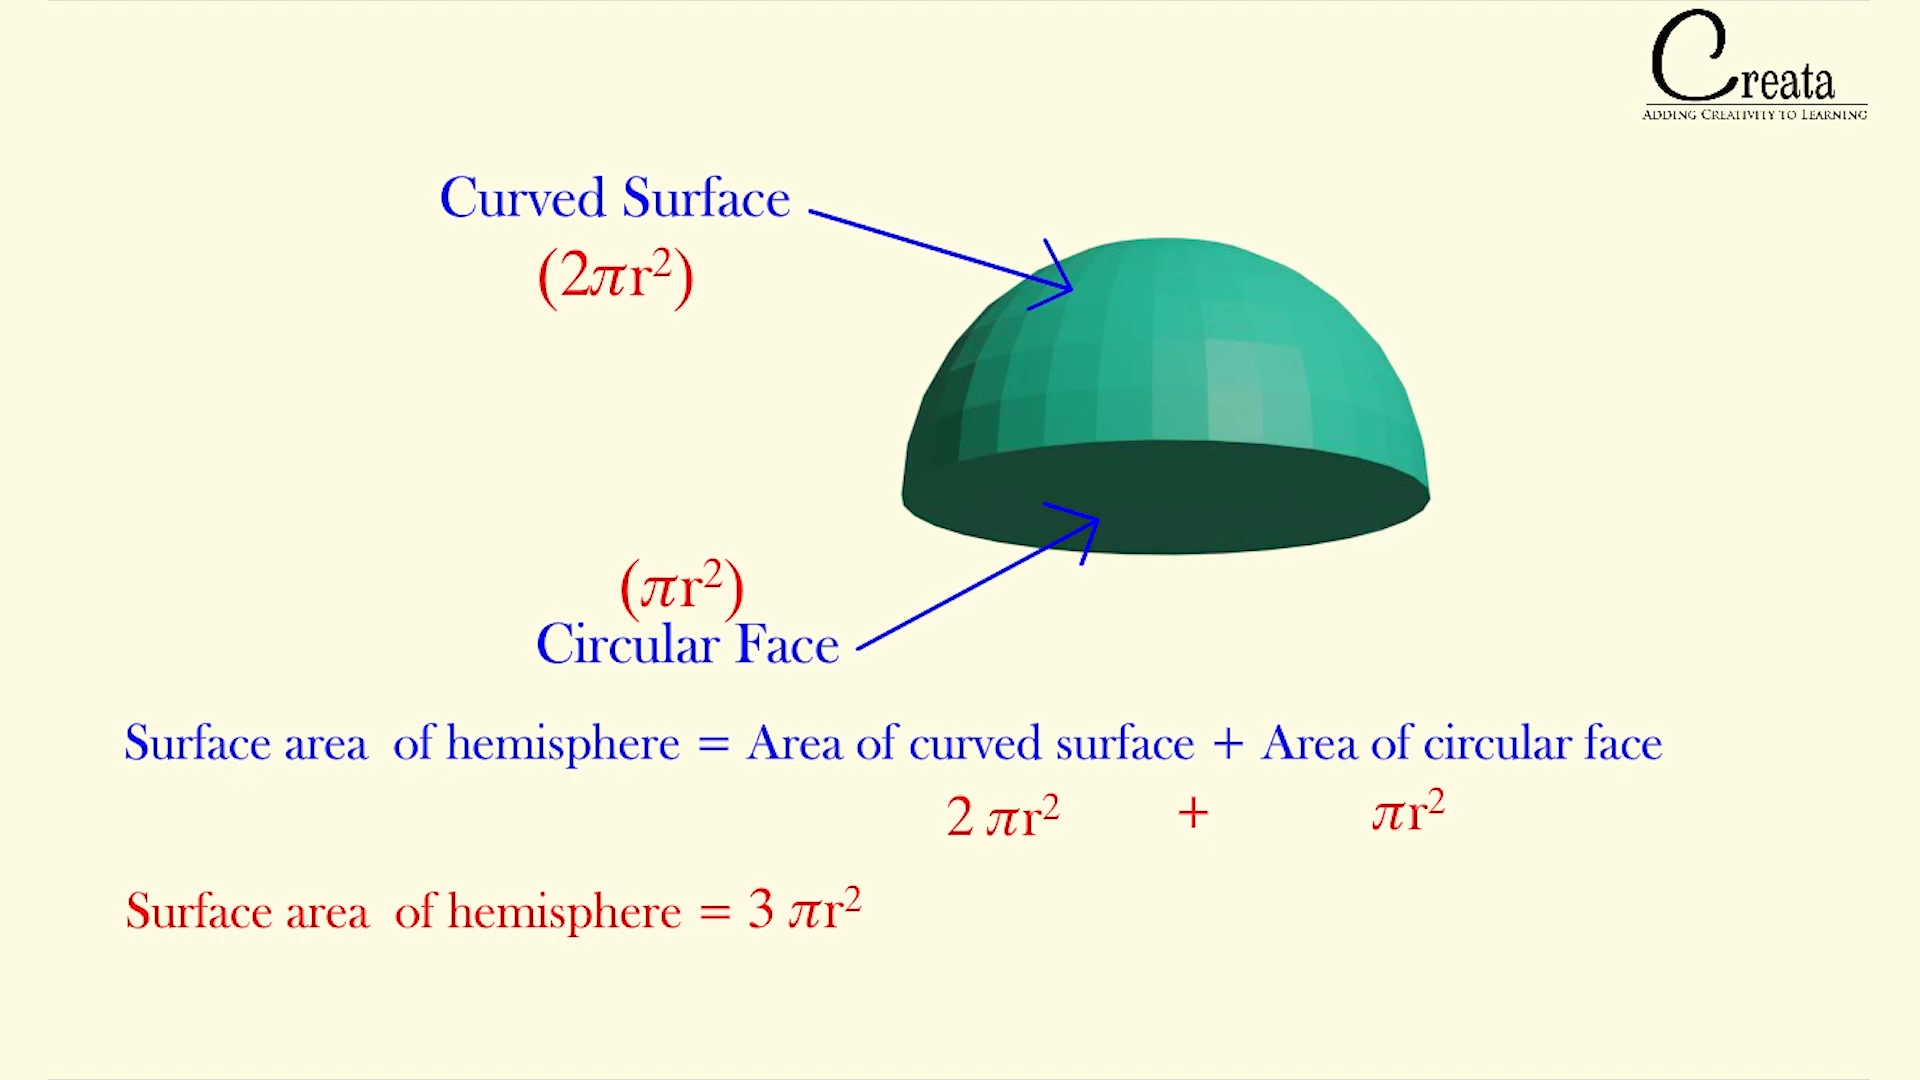 Creata
ADDING CREATIVITY TO LEARNING
Curved Surface
(2πr²)
(πr²)
Circular Face
Surface area of hemisphere = Area of curved surface + Area of circular face
2 πr² + πr²
Surface area of hemisphere = 3 πr²